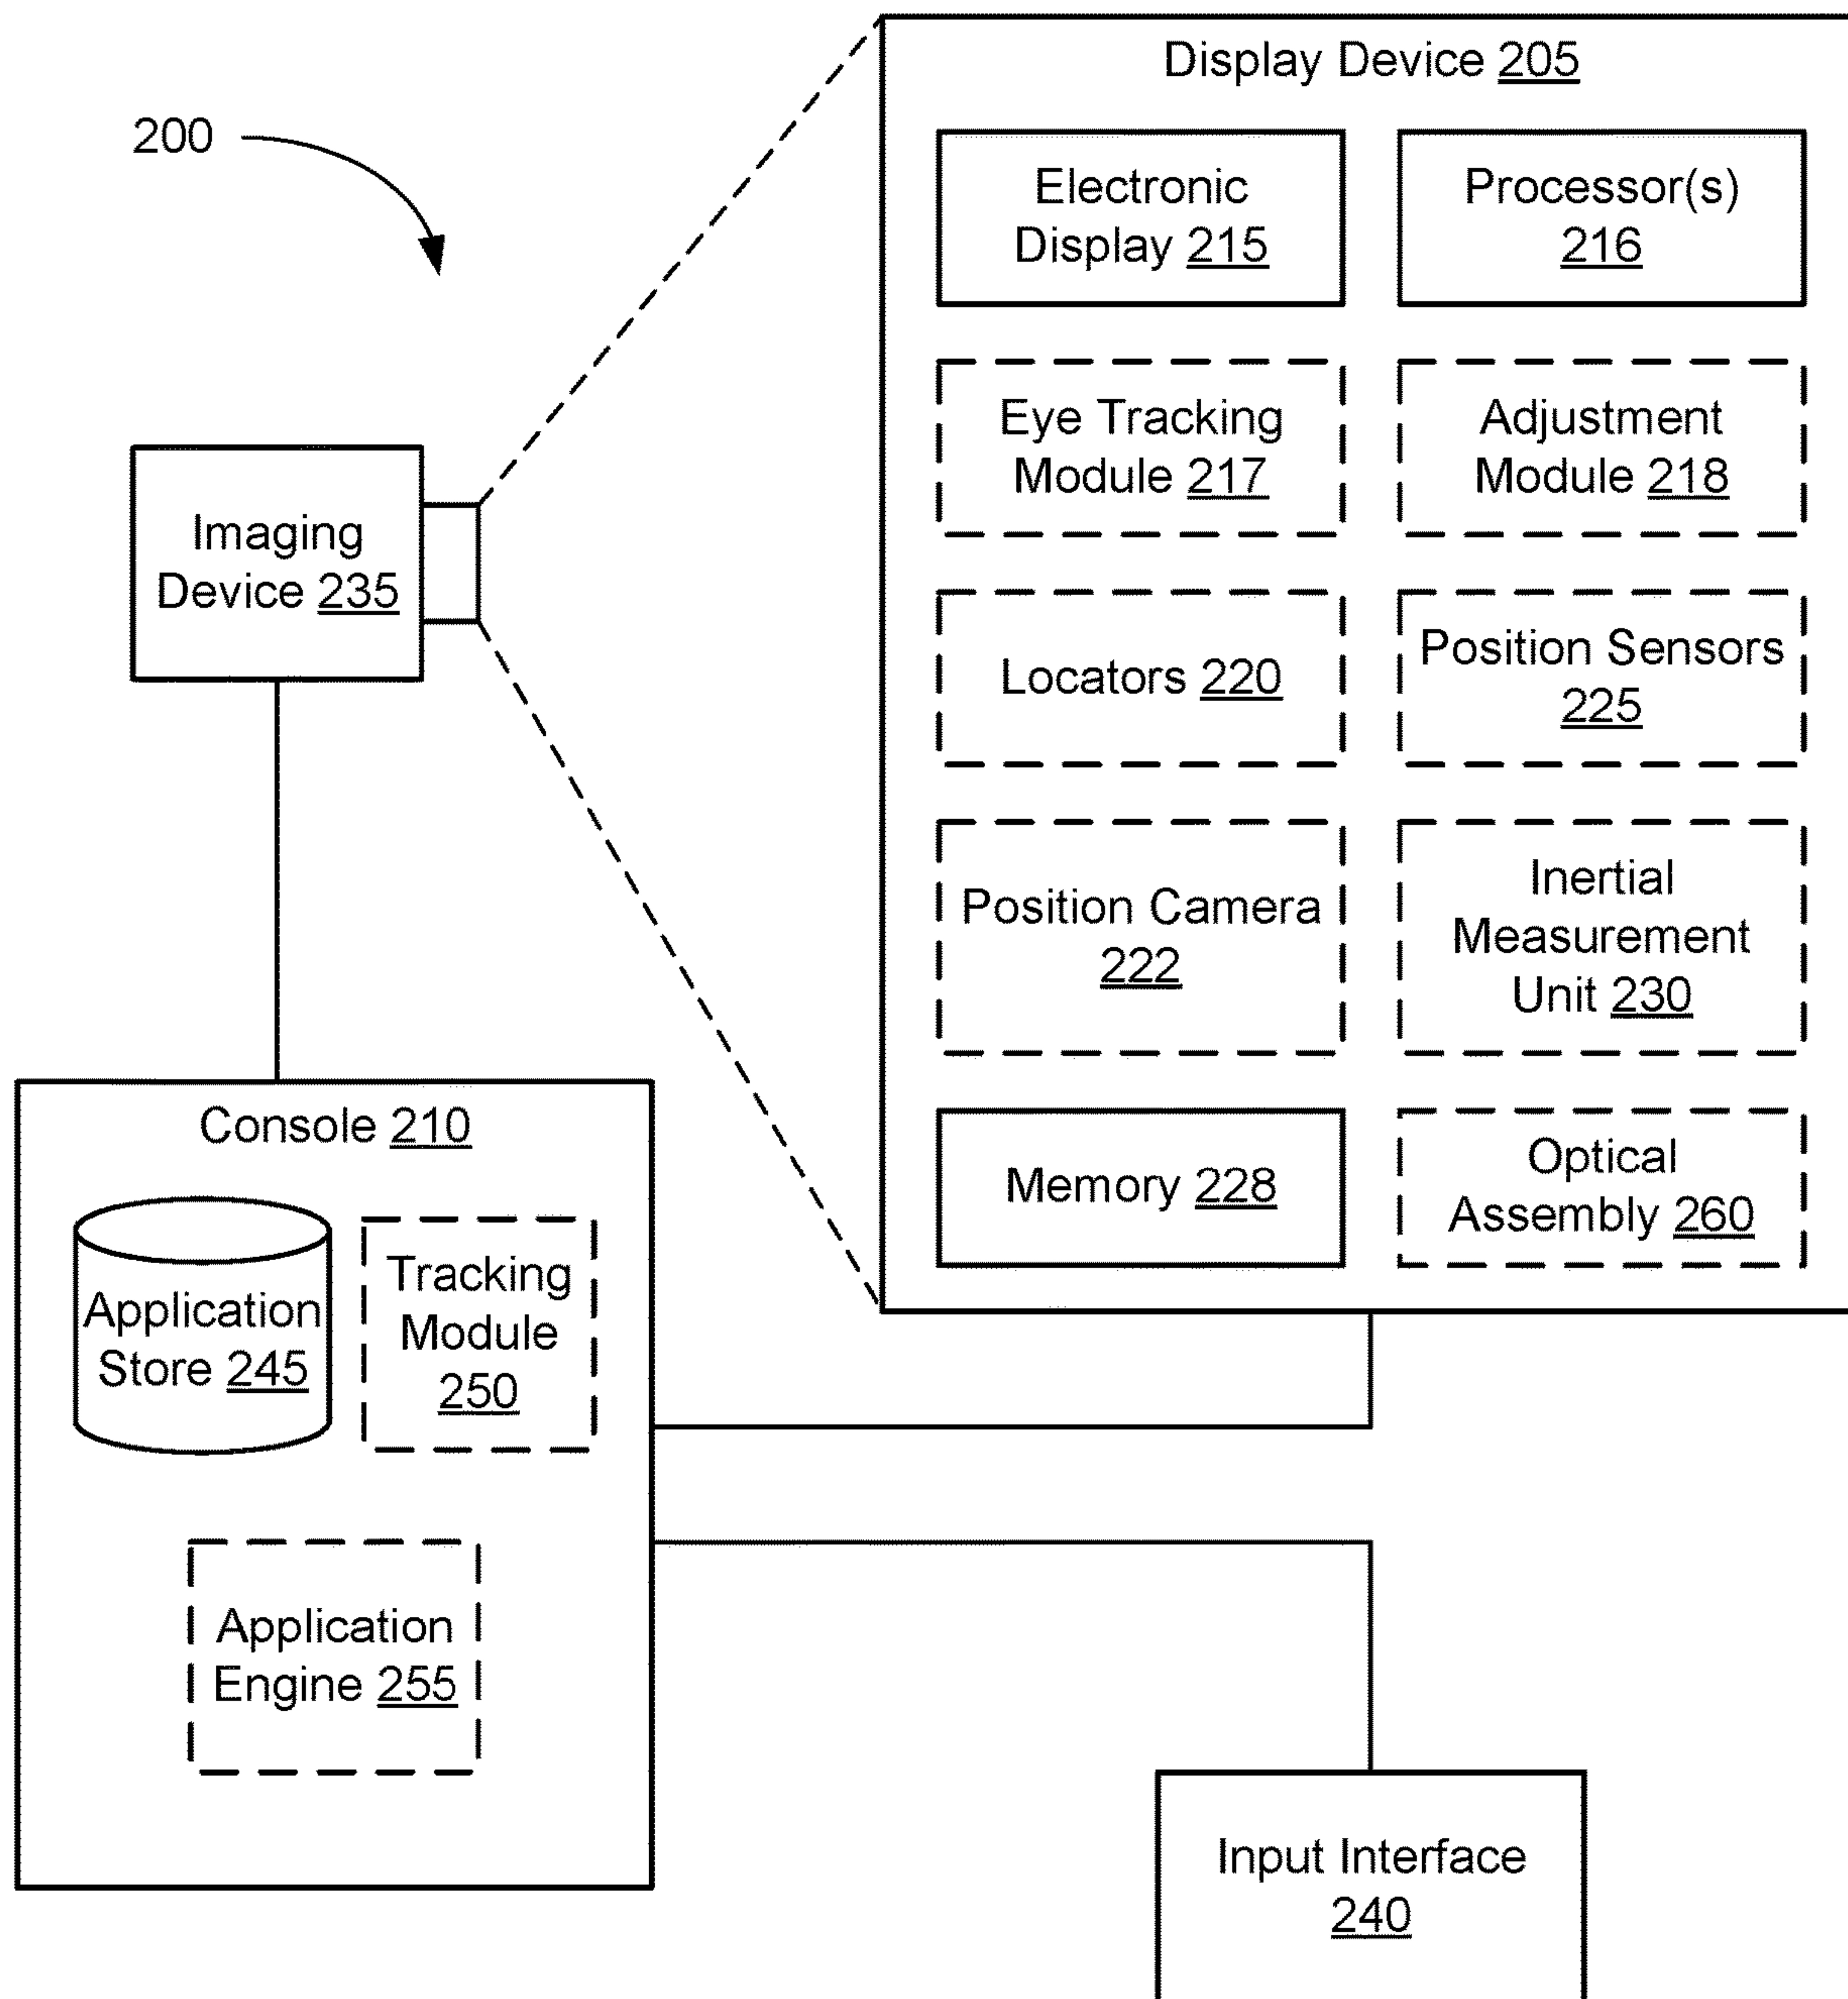 200
Display Device 205
Electronic
Display 215
Processor(s)
216
Eye Tracking
Module 217
Adjustment
Module 218
Locators 220
Position Sensors
225
Position Camera
222
Inertial
Measurement
Unit 230
Memory 228
Optical
Assembly 260
Imaging
Device 235
Console 210
Application
Store 245
Tracking
Module
250
Application
Engine 255
Input Interface
240